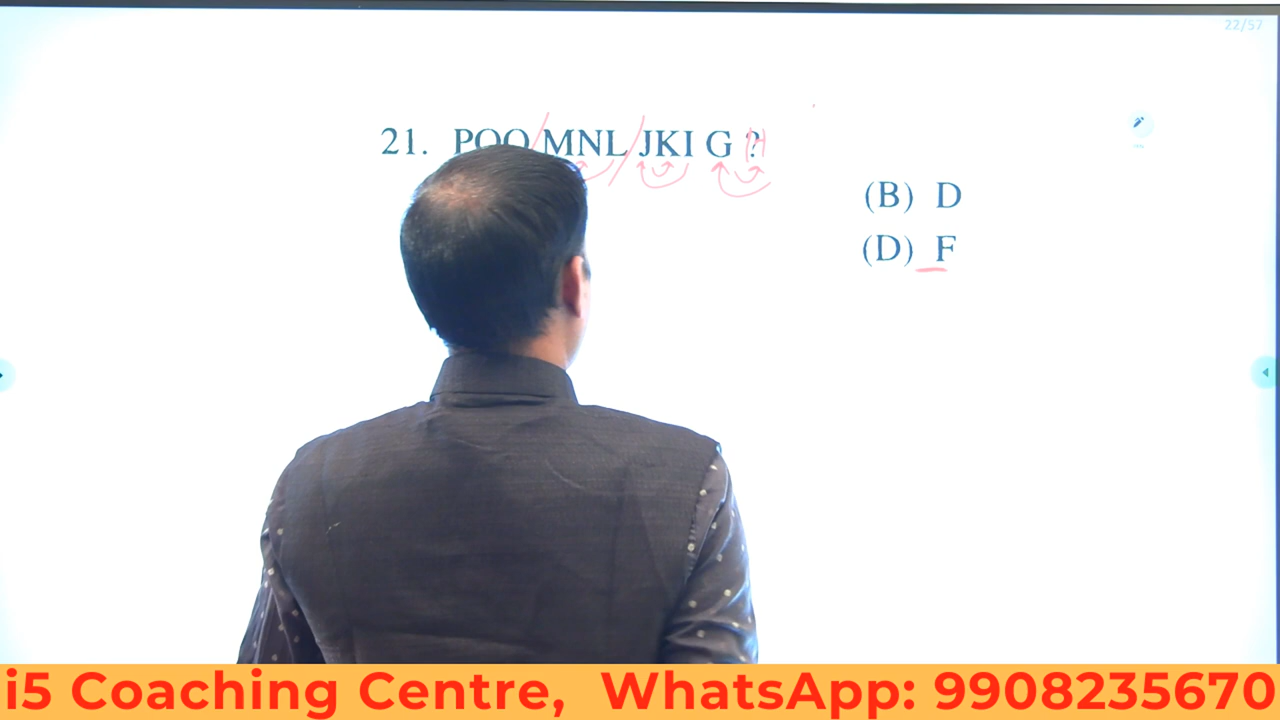 22/57
21. POO MNL JKI G ? H
(B) D
(D) F
i5 Coaching Centre, WhatsApp: 9908235670